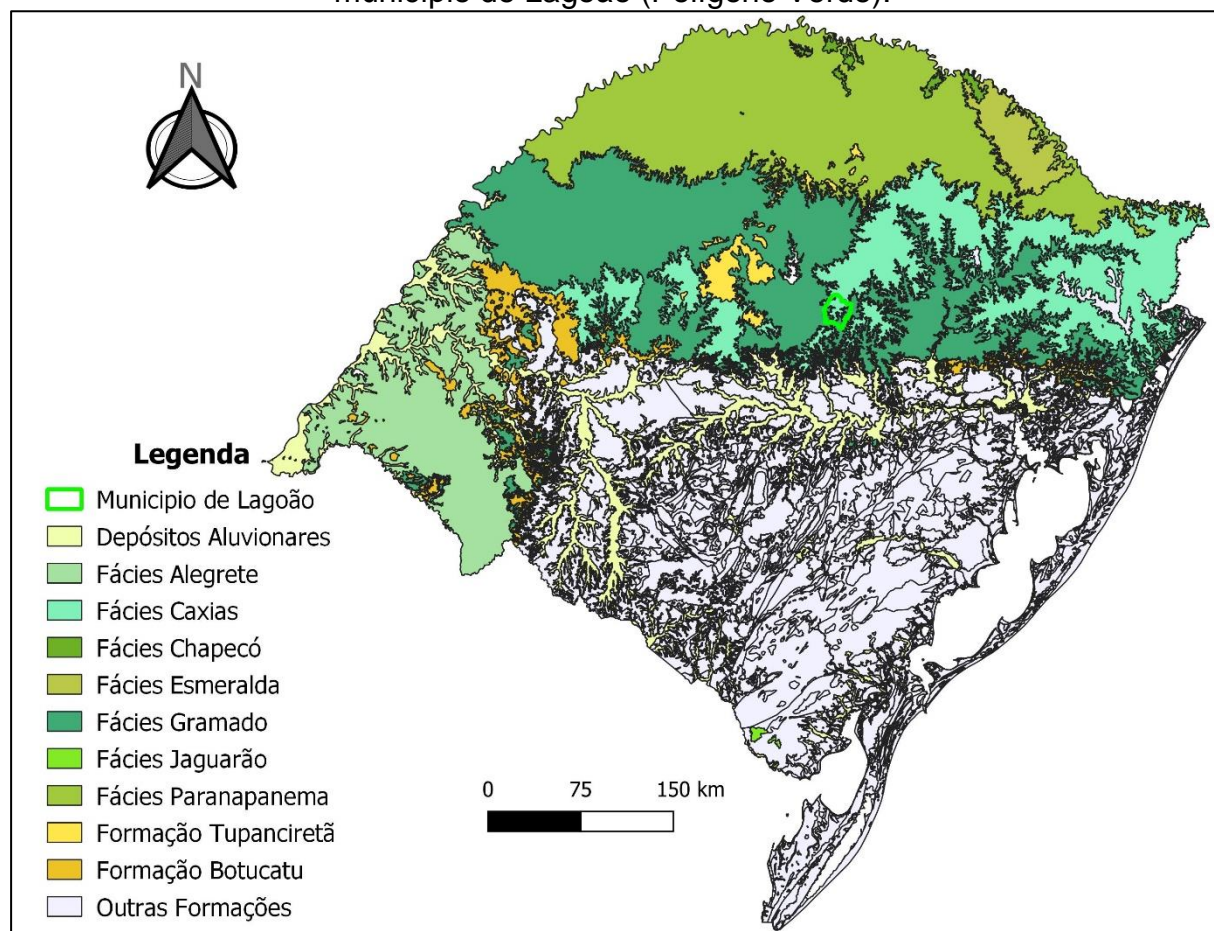 município de Lagoão (Polígono Verde).
N
Legenda
Municipio de Lagoão
Depósitos Aluvionares
Fácies Alegrete
Fácies Caxias
Fácies Chapecó
Fácies Esmeralda
Fácies Gramado
Fácies Jaguarão
Fácies Paranapanema
Formação Tupanciretã
Formação Botucatu
Outras Formações
0 75 150 km